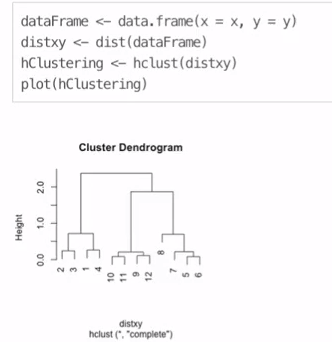 dataFrame <- data.frame(x = x, y = y)
distxy <- dist(dataFrame)
hClustering <- hclust(distxy)
plot(hClustering)
Cluster Dendrogram
Height
0.0 1.0 2.0
2 3 1 4 10 11 9 12 8 7 5 6
distxy
hclust (*, "complete")